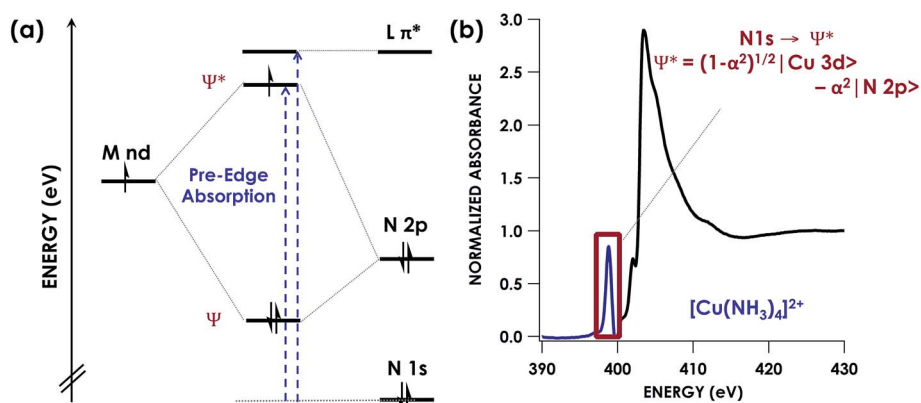 (a)
ENERGY (eV)
L π*
Ψ*
M nd
Pre-Edge
Absorption
N 2p
Ψ
N 1s
(b)
NORMALIZED ABSORBANCE
3.0
2.5
2.0
1.5
1.0
0.5
0.0
N1s → Ψ*
Ψ* = (1-α²)¹/²|Cu 3d>
– α²|N 2p>
[Cu(NH₃)₄]²⁺
390
400
410
420
430
ENERGY (eV)